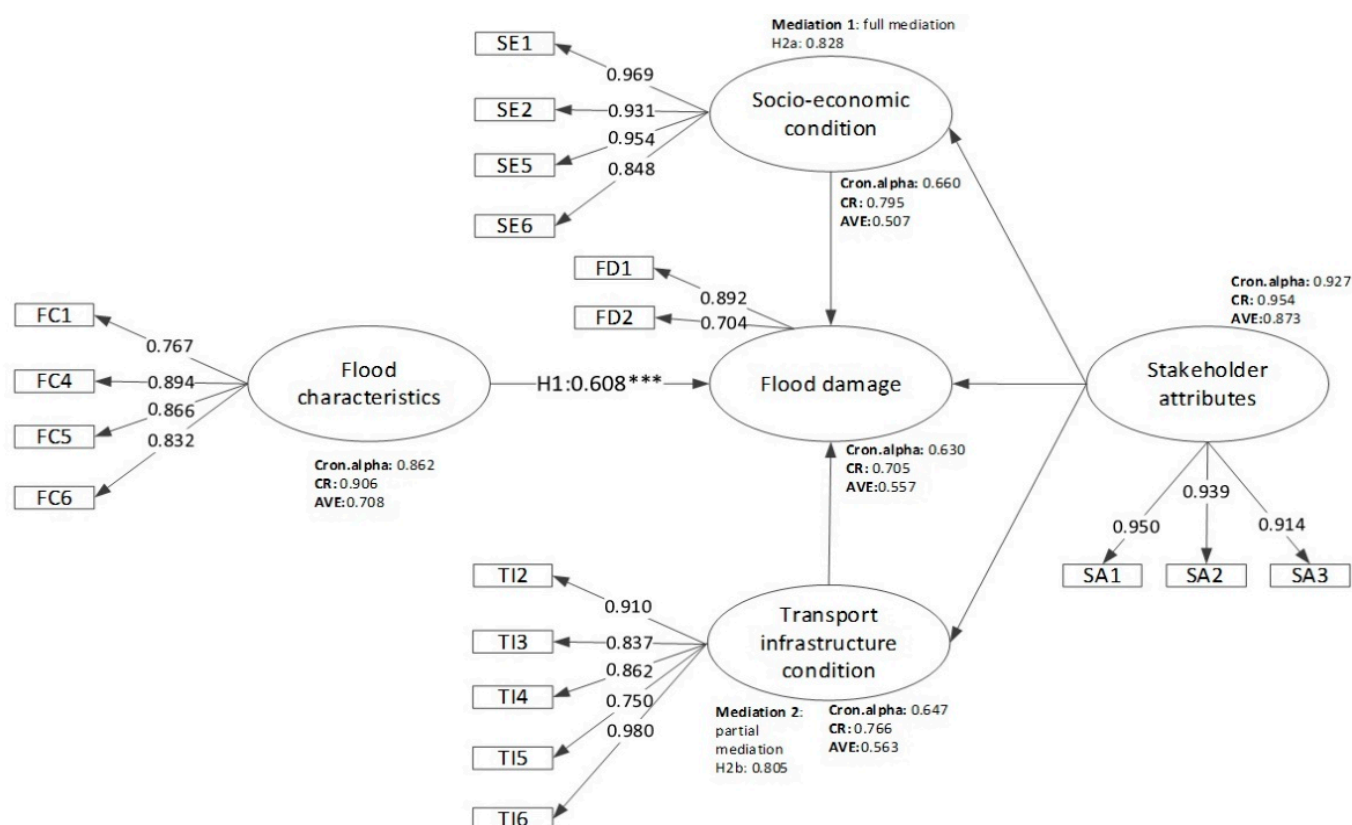 Mediation 1: full mediation
H2a: 0.828
SE1
0.969
SE2
0.931
0.954
SE5
0.848
SE6
Socio-economic
condition
Cron.alpha: 0.660
CR: 0.795
AVE:0.507
FD1
0.892
FD2
0.704
FC1
0.767
FC4
0.894
0.866
FC5
0.832
FC6
Flood
characteristics
Cron.alpha: 0.862
CR: 0.906
AVE:0.708
H1:0.608***
Flood damage
Cron.alpha: 0.630
CR: 0.705
AVE:0.557
Cron.alpha: 0.927
CR: 0.954
AVE:0.873
Stakeholder
attributes
0.950
0.939
0.914
SA1
SA2
SA3
TI2
0.910
TI3
0.837
0.862
TI4
0.750
0.980
TI5
TI6
Transport
infrastructure
condition
Mediation 2:
partial
mediation
H2b: 0.805
Cron.alpha: 0.647
CR: 0.766
AVE:0.563